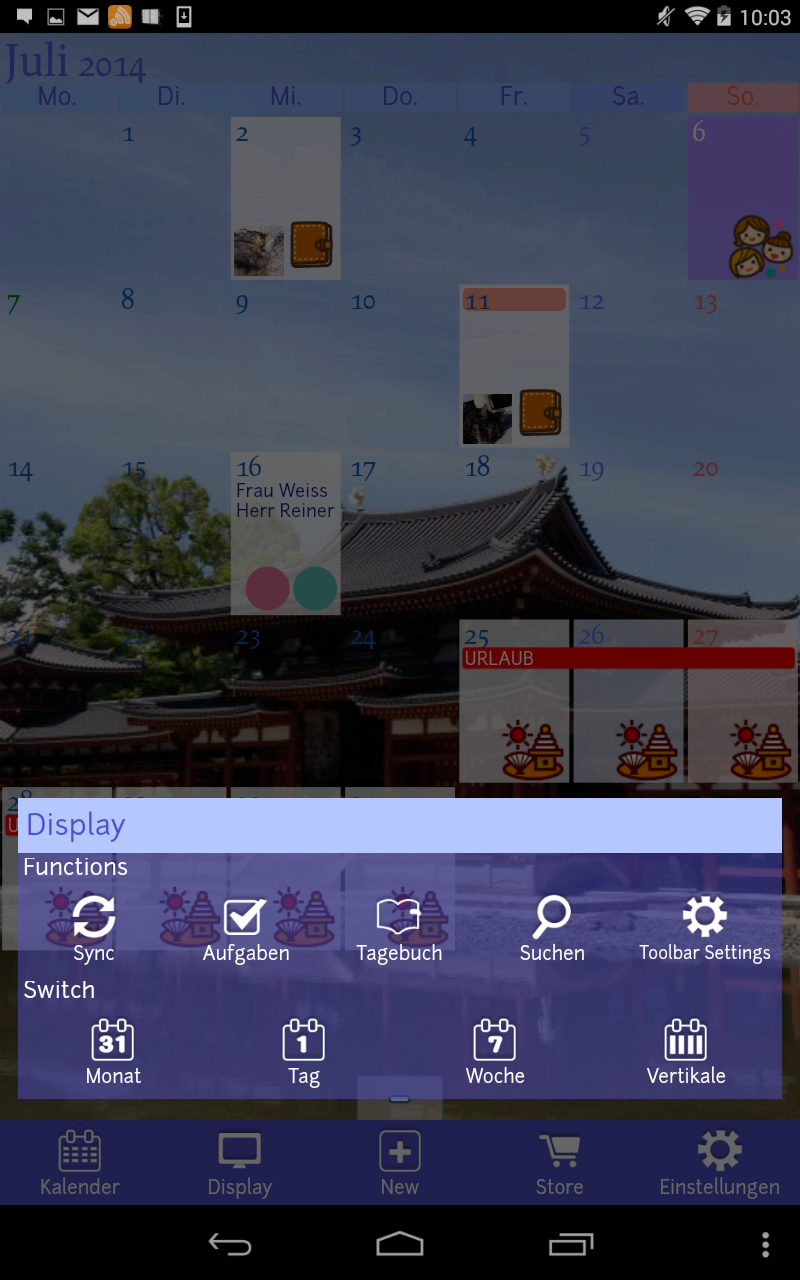 10:03
Juli 2014
Mo. Di. Mi. Do. Fr. Sa. So.
1 2 3 4 5 6
7 8 9 10 11 12 13
14 15 16 17 18 19 20
Frau Weiss
Herr Reiner
21 22 23 24 25 26 27
URLAUB
28
Display
Functions
Sync Aufgaben Tagebuch Suchen Toolbar Settings
Switch
31 1 7
Monat Tag Woche Vertikale
Kalender Display New Store Einstellungen